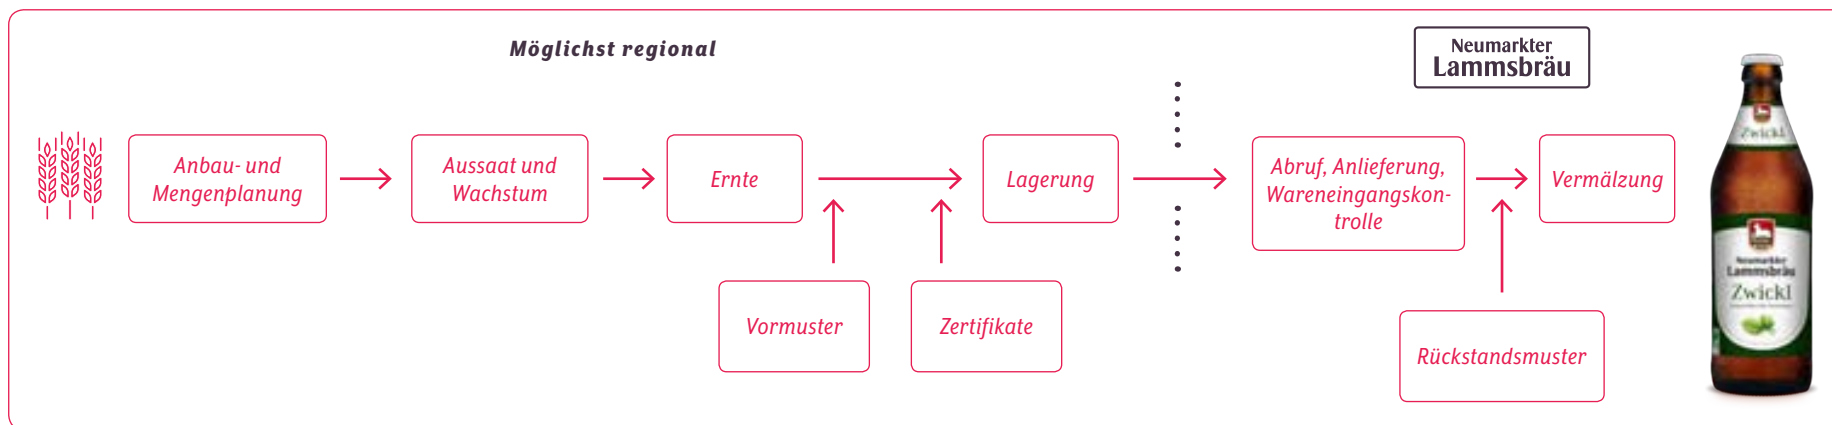 Möglichst regional
Neumarkter
Lammsbräu
Anbau- und
Mengenplanung
Aussaat und
Wachstum
Ernte
Lagerung
Abruf, Anlieferung,
Wareneingangskon-
trolle
Vermälzung
Vormuster
Zertifikate
Rückstandsmuster
Zwickl
Neumarkter
Lammsbräu
Zwickl